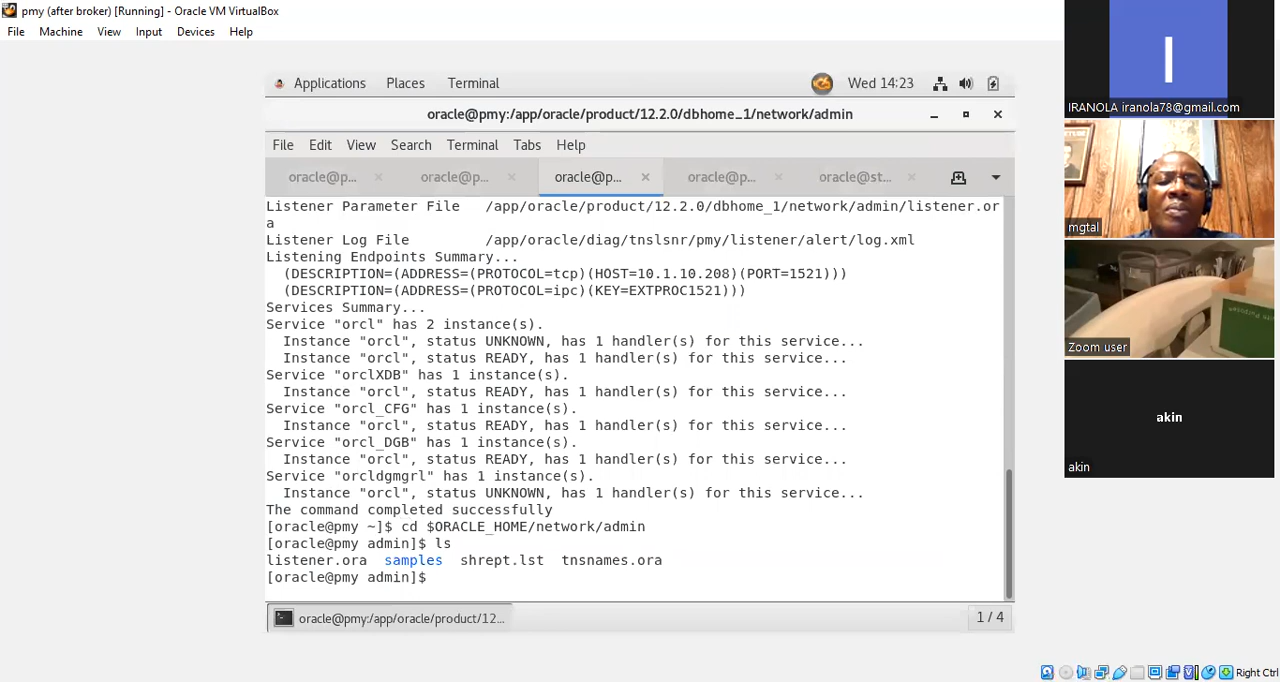 pmy (after broker) [Running] - Oracle VM VirtualBox
File Machine View Input Devices Help
Applications Places Terminal Wed 14:23
oracle@pmy:/app/oracle/product/12.2.0/dbhome_1/network/admin
File Edit View Search Terminal Tabs Help
oracle@p... oracle@p... oracle@p... oracle@p... oracle@st...
Listener Parameter File /app/oracle/product/12.2.0/dbhome_1/network/admin/listener.or
a
Listener Log File /app/oracle/diag/tnslsnr/pmy/listener/alert/log.xml
Listening Endpoints Summary...
(DESCRIPTION=(ADDRESS=(PROTOCOL=tcp)(HOST=10.1.10.208)(PORT=1521)))
(DESCRIPTION=(ADDRESS=(PROTOCOL=ipc)(KEY=EXTPROC1521)))
Services Summary...
Service "orcl" has 2 instance(s).
Instance "orcl", status UNKNOWN, has 1 handler(s) for this service...
Instance "orcl", status READY, has 1 handler(s) for this service...
Service "orclXDB" has 1 instance(s).
Instance "orcl", status READY, has 1 handler(s) for this service...
Service "orcl_CFG" has 1 instance(s).
Instance "orcl", status READY, has 1 handler(s) for this service...
Service "orcl_DGB" has 1 instance(s).
Instance "orcl", status READY, has 1 handler(s) for this service...
Service "orcldgmgrl" has 1 instance(s).
Instance "orcl", status UNKNOWN, has 1 handler(s) for this service...
The command completed successfully
[oracle@pmy ~]$ cd $ORACLE_HOME/network/admin
[oracle@pmy admin]$ ls
listener.ora samples shrept.lst tnsnames.ora
[oracle@pmy admin]$
oracle@pmy:/app/oracle/product/12... 1 / 4
Right Ctrl
I
IRANOLA iranola78@gmail.com
mgtal
Zoom user
akin
akin